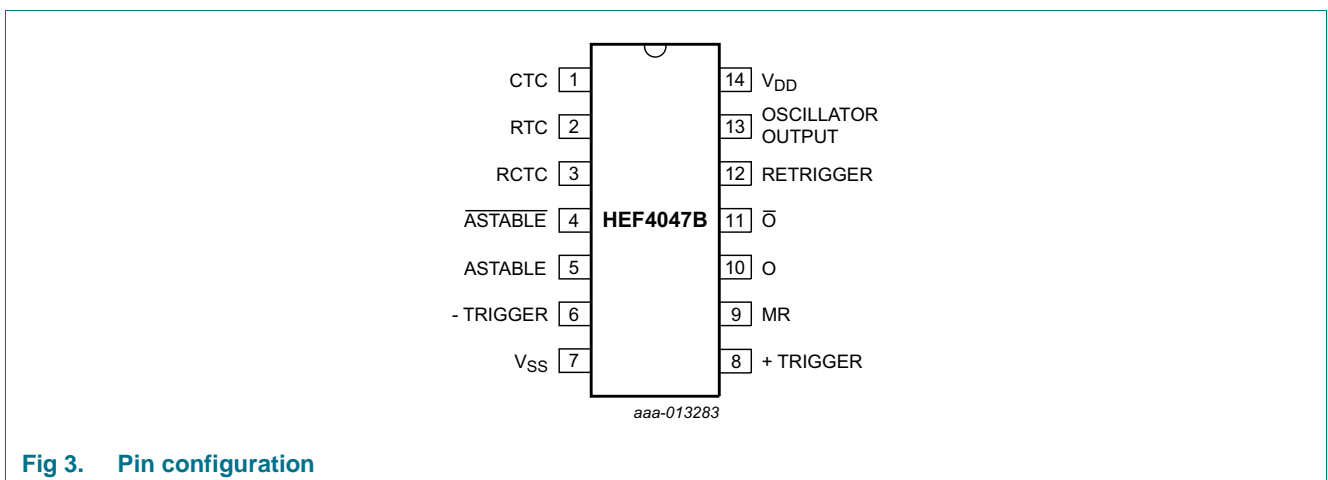 CTC 1
RTC 2
RCTC 3
A̅S̅T̅A̅B̅L̅E̅ 4
ASTABLE 5
- TRIGGER 6
VSS 7
HEF4047B
14 VDD
13 OSCILLATOR
OUTPUT
12 RETRIGGER
11 O̅
10 O
9 MR
8 + TRIGGER
aaa-013283
Fig 3. Pin configuration